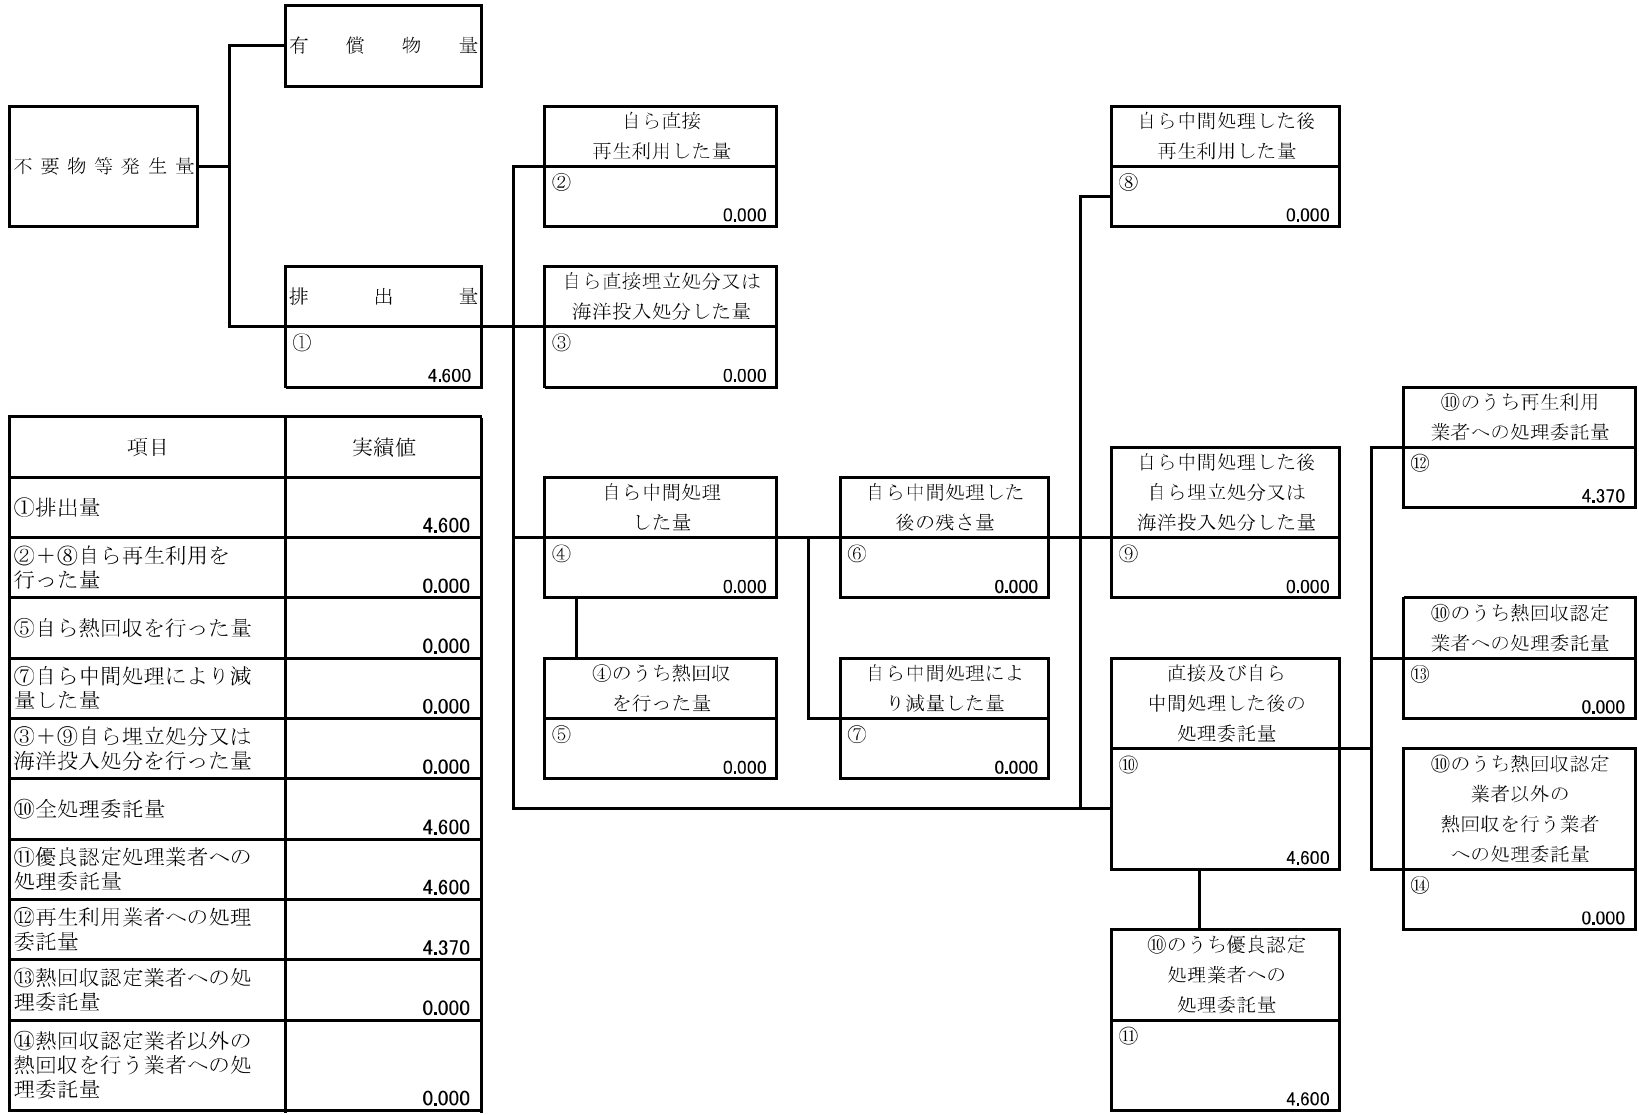 有償物量
不要物等発生量
排出量
①
4.600
自ら直接
再生利用した量
②
0.000
自ら直接埋立処分又は
海洋投入処分した量
③
0.000
自ら中間処理した後
再生利用した量
⑧
0.000
項目
実績値
①排出量
4.600
②＋⑧自ら再生利用を
行った量
0.000
⑤自ら熱回収を行った量
0.000
⑦自ら中間処理により減
量した量
0.000
③＋⑨自ら埋立処分又は
海洋投入処分を行った量
0.000
⑩全処理委託量
4.600
⑪優良認定処理業者への
処理委託量
4.600
⑫再生利用業者への処理
委託量
4.370
⑬熱回収認定業者への処
理委託量
0.000
⑭熱回収認定業者以外の
熱回収を行う業者への処
理委託量
0.000
自ら中間処理
した量
④
0.000
④のうち熱回収
を行った量
⑤
0.000
自ら中間処理した
後の残さ量
⑥
0.000
自ら中間処理によ
り減量した量
⑦
0.000
自ら中間処理した後
自ら埋立処分又は
海洋投入処分した量
⑨
0.000
直接及び自ら
中間処理した後の
処理委託量
⑩
4.600
⑩のうち優良認定
処理業者への
処理委託量
⑪
4.600
⑩のうち再生利用
業者への処理委託量
⑫
4.370
⑩のうち熱回収認定
業者への処理委託量
⑬
0.000
⑩のうち熱回収認定
業者以外の
熱回収を行う業者
への処理委託量
⑭
0.000